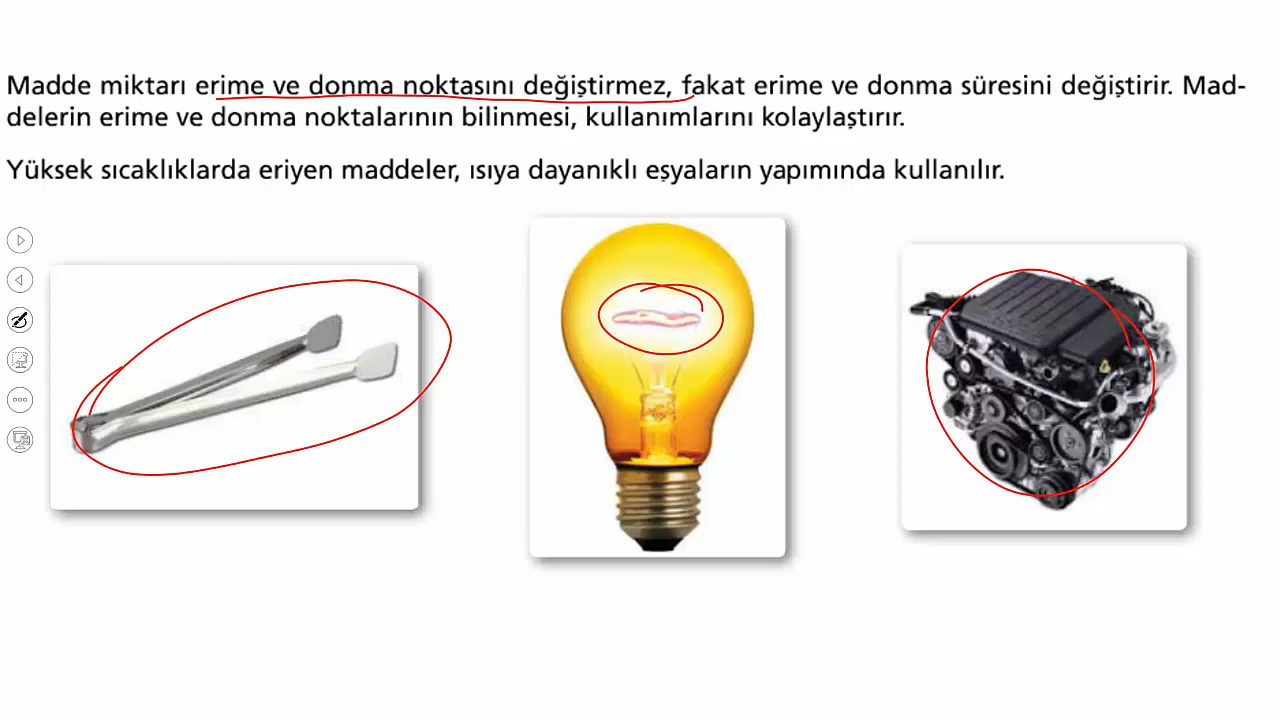 Madde miktarı erime ve donma noktasını değiştirmez, fakat erime ve donma süresini değiştirir. Mad-
delerin erime ve donma noktalarının bilinmesi, kullanımlarını kolaylaştırır.
Yüksek sıcaklıklarda eriyen maddeler, ısıya dayanıklı eşyaların yapımında kullanılır.